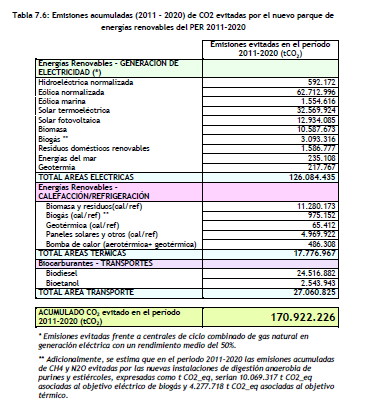 Tabla 7.6: Emisiones acumuladas (2011 - 2020) de CO2 evitadas por el nuevo parque de
energías renovables del PER 2011-2020
Emisiones evitadas en el período
2011-2020 (tCO2)
Energías Renovables - GENERACIÓN DE
ELECTRICIDAD (*)
Hidroeléctrica normalizada 592.172
Eólica normalizada 62.712.996
Eólica marina 1.554.616
Solar termoeléctrica 32.569.924
Solar fotovoltaica 12.934.085
Biomasa 10.587.673
Biogás ** 3.093.316
Residuos domésticos renovables 1.586.777
Energías del mar 235.108
Geotermia 217.767
TOTAL AREAS ELECTRICAS 126.084.435
Energías Renovables -
CALEFACCIÓN/REFRIGERACIÓN
Biomasa y residuos(cal/ref) 11.280.173
Biogás (cal/ref) ** 975.152
Geotérmica (cal/ref) 65.412
Paneles solares y otros (cal/ref) 4.969.922
Bomba de calor (aerotérmica+ geotérmica) 486.308
TOTAL AREAS TERMICAS 17.776.967
Biocarburantes - TRANSPORTES
Biodiesel 24.516.882
Bioetanol 2.543.943
TOTAL AREA TRANSPORTE 27.060.825
ACUMULADO CO2 evitado en el período
2011-2020 (tCO2) 170.922.226
* Emisiones evitadas frente a centrales de ciclo combinado de gas natural en
generación eléctrica con un rendimiento medio del 50%.
** Adicionalmente, se estima que en el periodo 2011-2020 las emisiones acumuladas
de CH4 y N2O evitadas por las nuevas instalaciones de digestión anaerobia de
purines y estiércoles, expresadas como t CO2_eq, serían 10.069.317 t CO2_eq
asociadas al objetivo eléctrico de biogás y 4.277.718 t CO2_eq asociadas al objetivo
térmico.